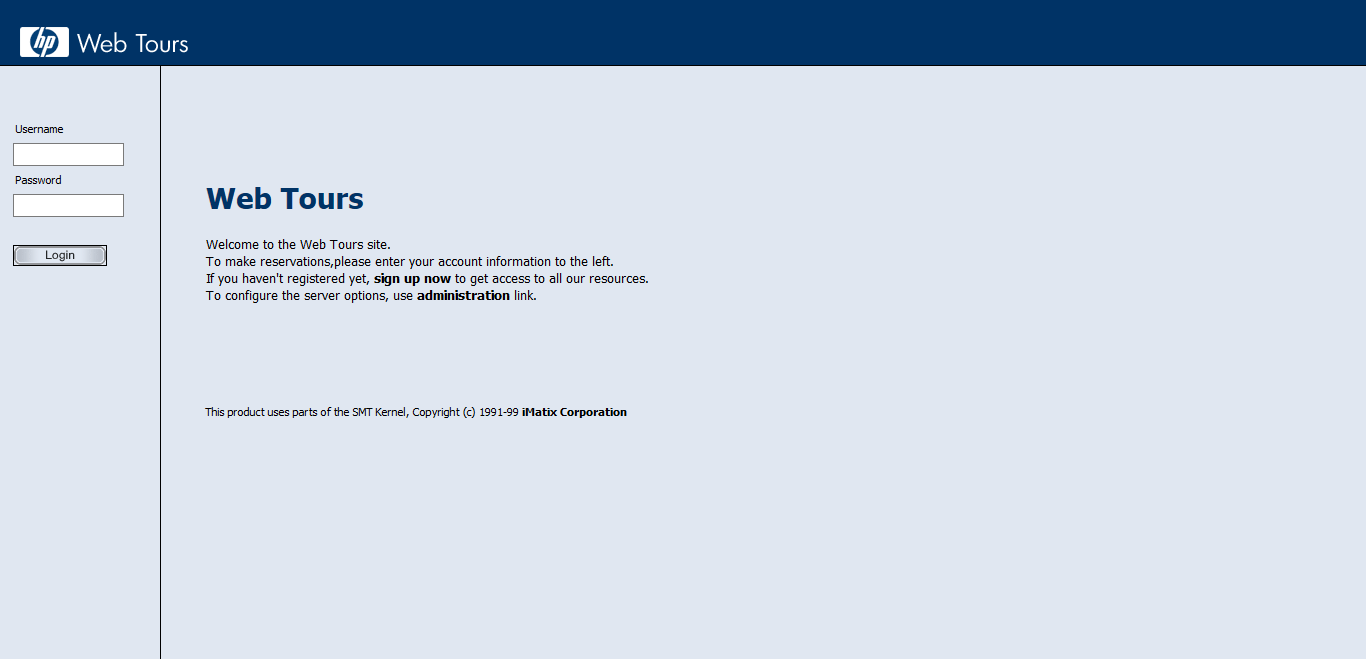 hp Web Tours
Username
Password
Login
Web Tours
Welcome to the Web Tours site.
To make reservations,please enter your account information to the left.
If you haven't registered yet, sign up now to get access to all our resources.
To configure the server options, use administration link.
This product uses parts of the SMT Kernel, Copyright (c) 1991-99 iMatix Corporation